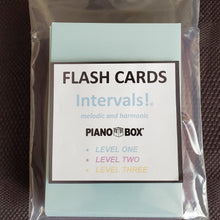 FLASH CARDS
Intervals!®
melodic and harmonic
PIANO BOX®
• LEVEL ONE
• LEVEL TWO
• LEVEL THREE